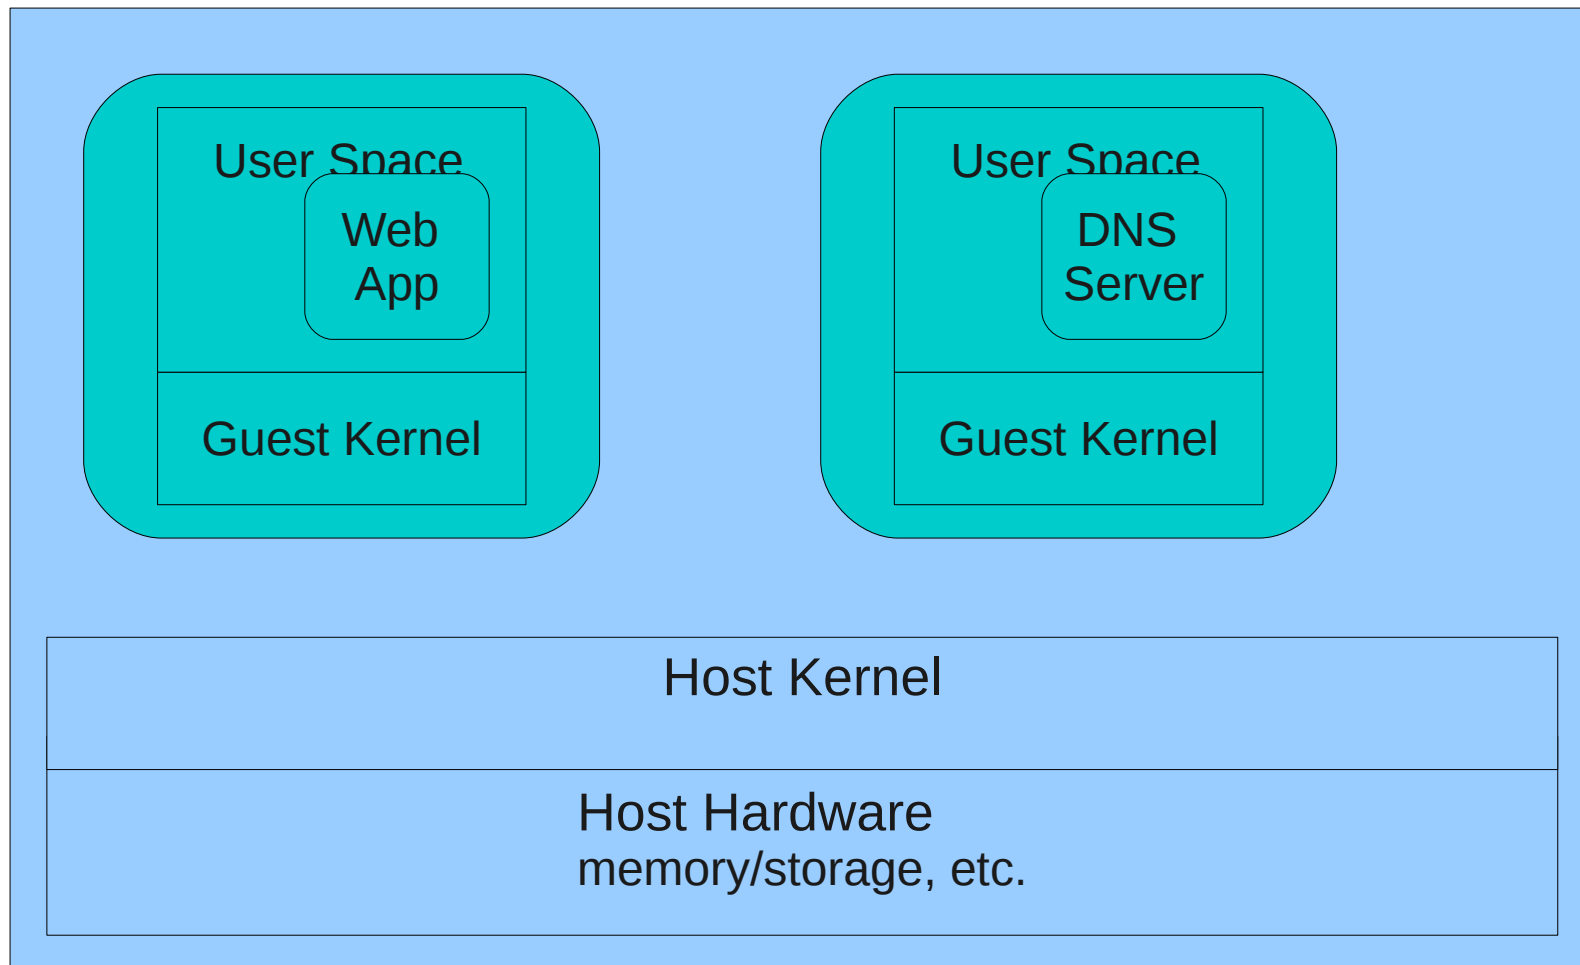 User Space
Web
App
Guest Kernel
User Space
DNS
Server
Guest Kernel
Host Kernel
Host Hardware
memory/storage, etc.